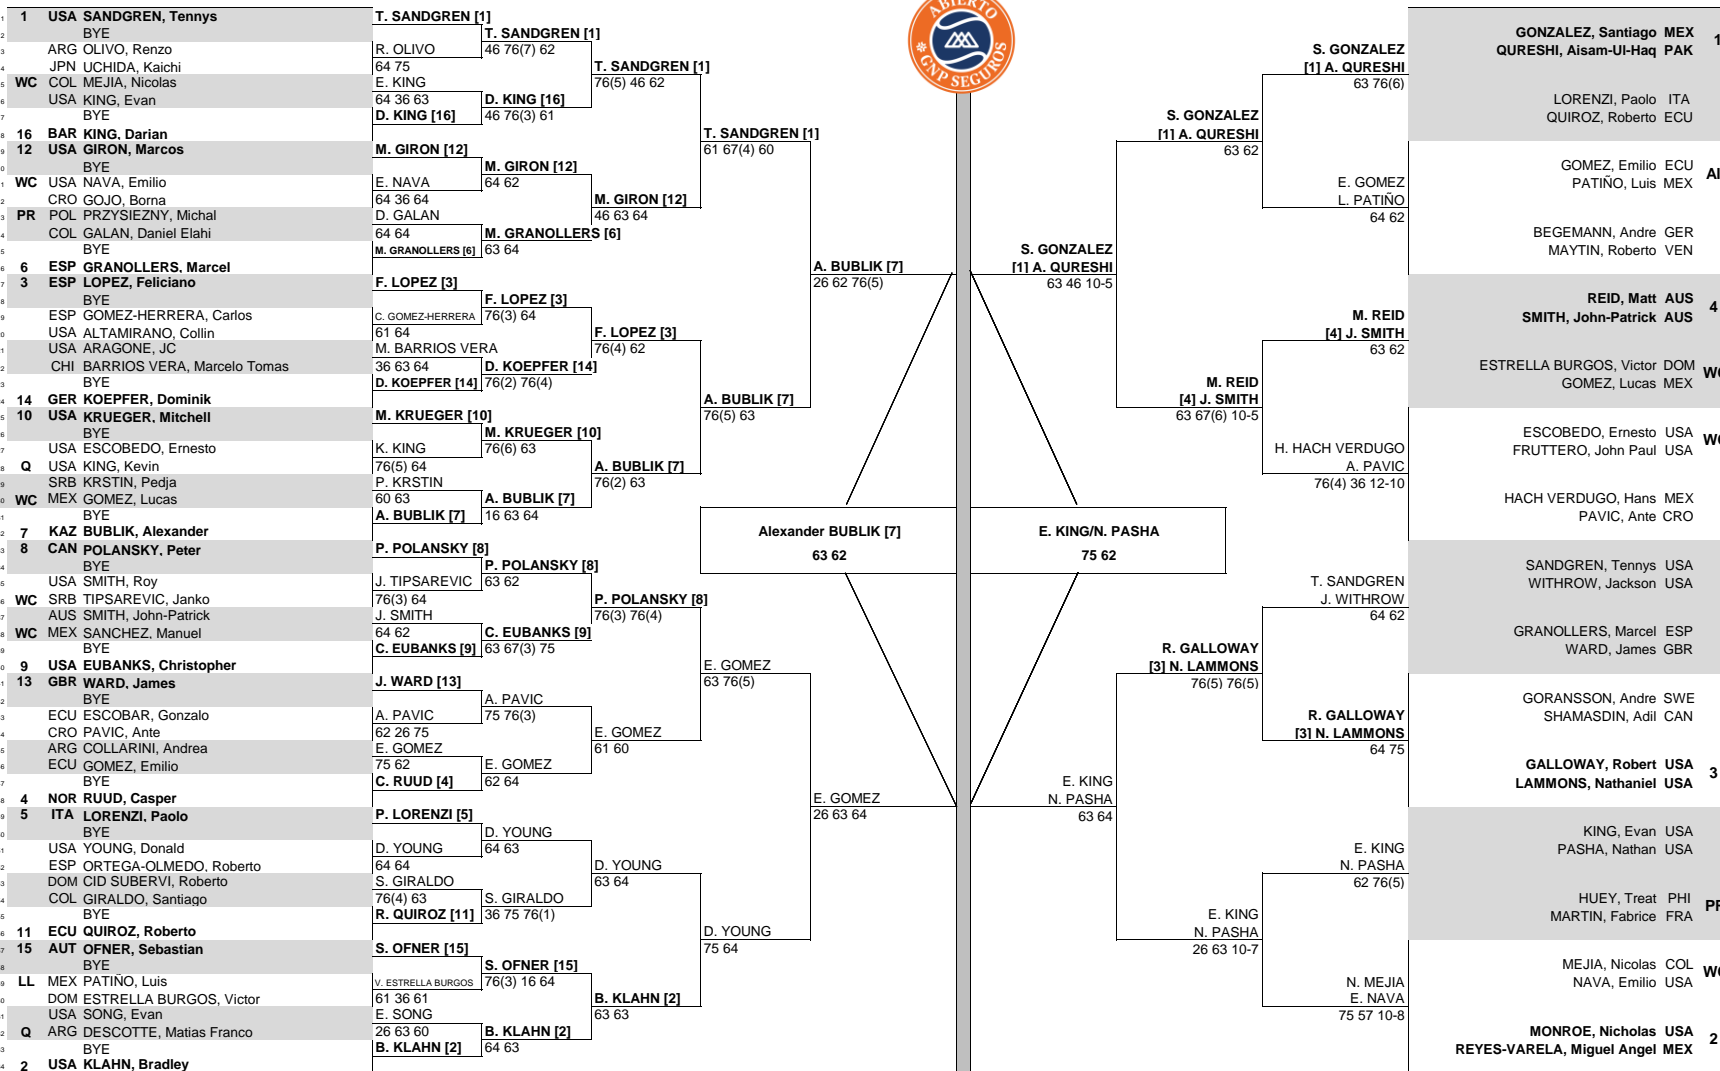 ABIERTO
GNP SEGUROS
1 USA SANDGREN, Tennys
BYE
ARG OLIVO, Renzo
JPN UCHIDA, Kaichi
WC COL MEJIA, Nicolas
USA KING, Evan
BYE
16 BAR KING, Darian
12 USA GIRON, Marcos
BYE
WC USA NAVA, Emilio
CRO GOJO, Borna
PR POL PRZYSIEZNY, Michal
COL GALAN, Daniel Elahi
BYE
6 ESP GRANOLLERS, Marcel
3 ESP LOPEZ, Feliciano
BYE
ESP GOMEZ-HERRERA, Carlos
USA ALTAMIRANO, Collin
USA ARAGONE, JC
CHI BARRIOS VERA, Marcelo Tomas
BYE
14 GER KOEPFER, Dominik
10 USA KRUEGER, Mitchell
BYE
USA ESCOBEDO, Ernesto
Q USA KING, Kevin
SRB KRSTIN, Pedja
WC MEX GOMEZ, Lucas
BYE
7 KAZ BUBLIK, Alexander
8 CAN POLANSKY, Peter
BYE
USA SMITH, Roy
WC SRB TIPSAREVIC, Janko
AUS SMITH, John-Patrick
WC MEX SANCHEZ, Manuel
BYE
9 USA EUBANKS, Christopher
13 GBR WARD, James
BYE
ECU ESCOBAR, Gonzalo
CRO PAVIC, Ante
ARG COLLARINI, Andrea
ECU GOMEZ, Emilio
BYE
4 NOR RUUD, Casper
5 ITA LORENZI, Paolo
BYE
USA YOUNG, Donald
ESP ORTEGA-OLMEDO, Roberto
DOM CID SUBERVI, Roberto
COL GIRALDO, Santiago
BYE
11 ECU QUIROZ, Roberto
15 AUT OFNER, Sebastian
BYE
LL MEX PATIÑO, Luis
DOM ESTRELLA BURGOS, Victor
USA SONG, Evan
Q ARG DESCOTTE, Matias Franco
BYE
2 USA KLAHN, Bradley
T. SANDGREN [1]
R. OLIVO
64 75
E. KING
64 36 63
D. KING [16]
M. GIRON [12]
E. NAVA
64 36 64
D. GALAN
64 64
M. GRANOLLERS [6]
F. LOPEZ [3]
C. GOMEZ-HERRERA
61 64
M. BARRIOS VERA
36 63 64
D. KOEPFER [14]
M. KRUEGER [10]
K. KING
76(5) 64
P. KRSTIN
60 63
A. BUBLIK [7]
P. POLANSKY [8]
J. TIPSAREVIC
76(3) 64
J. SMITH
64 62
C. EUBANKS [9]
J. WARD [13]
A. PAVIC
62 26 75
E. GOMEZ
75 62
C. RUUD [4]
P. LORENZI [5]
D. YOUNG
64 64
S. GIRALDO
76(4) 63
R. QUIROZ [11]
S. OFNER [15]
V. ESTRELLA BURGOS
61 36 61
E. SONG
26 63 60
B. KLAHN [2]
T. SANDGREN [1]
46 76(7) 62
D. KING [16]
46 76(3) 61
M. GIRON [12]
64 62
M. GRANOLLERS [6]
63 64
F. LOPEZ [3]
76(3) 64
D. KOEPFER [14]
76(2) 76(4)
M. KRUEGER [10]
76(6) 63
A. BUBLIK [7]
16 63 64
P. POLANSKY [8]
63 62
C. EUBANKS [9]
63 67(3) 75
A. PAVIC
75 76(3)
E. GOMEZ
62 64
D. YOUNG
64 63
S. GIRALDO
36 75 76(1)
S. OFNER [15]
76(3) 16 64
B. KLAHN [2]
64 63
T. SANDGREN [1]
76(5) 46 62
M. GIRON [12]
46 63 64
F. LOPEZ [3]
76(4) 62
A. BUBLIK [7]
76(2) 63
P. POLANSKY [8]
76(3) 76(4)
E. GOMEZ
61 60
D. YOUNG
63 64
B. KLAHN [2]
63 63
T. SANDGREN [1]
61 67(4) 60
A. BUBLIK [7]
76(5) 63
E. GOMEZ
63 76(5)
D. YOUNG
75 64
A. BUBLIK [7]
26 62 76(5)
E. GOMEZ
26 63 64
Alexander BUBLIK [7]
63 62
E. KING/N. PASHA
75 62
S. GONZALEZ
[1] A. QURESHI
63 46 10-5
E. KING
N. PASHA
63 64
S. GONZALEZ
[1] A. QURESHI
63 62
M. REID
[4] J. SMITH
63 67(6) 10-5
R. GALLOWAY
[3] N. LAMMONS
76(5) 76(5)
E. KING
N. PASHA
26 63 10-7
S. GONZALEZ
[1] A. QURESHI
63 76(6)
E. GOMEZ
L. PATIÑO
64 62
M. REID
[4] J. SMITH
63 62
H. HACH VERDUGO
A. PAVIC
76(4) 36 12-10
T. SANDGREN
J. WITHROW
64 62
R. GALLOWAY
[3] N. LAMMONS
64 75
E. KING
N. PASHA
62 76(5)
N. MEJIA
E. NAVA
75 57 10-8
GONZALEZ, Santiago MEX
QURESHI, Aisam-Ul-Haq PAK
1
LORENZI, Paolo ITA
QUIROZ, Roberto ECU
GOMEZ, Emilio ECU
PATIÑO, Luis MEX
BEGEMANN, Andre GER
MAYTIN, Roberto VEN
REID, Matt AUS
SMITH, John-Patrick AUS
4
ESTRELLA BURGOS, Victor DOM
GOMEZ, Lucas MEX
ESCOBEDO, Ernesto USA
FRUTTERO, John Paul USA
HACH VERDUGO, Hans MEX
PAVIC, Ante CRO
SANDGREN, Tennys USA
WITHROW, Jackson USA
GRANOLLERS, Marcel ESP
WARD, James GBR
GORANSSON, Andre SWE
SHAMASDIN, Adil CAN
GALLOWAY, Robert USA
LAMMONS, Nathaniel USA
3
KING, Evan USA
PASHA, Nathan USA
HUEY, Treat PHI
MARTIN, Fabrice FRA
MEJIA, Nicolas COL
NAVA, Emilio USA
MONROE, Nicholas USA
REYES-VARELA, Miguel Angel MEX
2